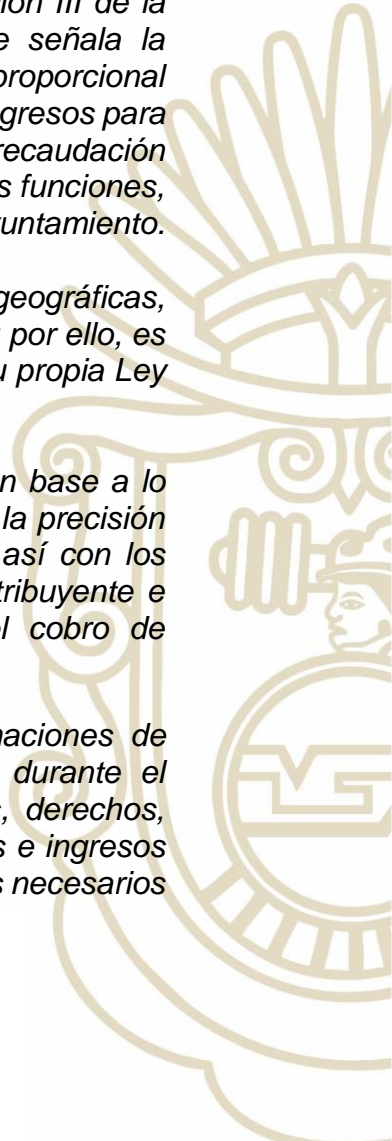 ión III de la
e señala la
proporcional
gresos para
recaudación
s funciones,
untamiento.
geográficas,
por ello, es
u propia Ley
n base a lo
la precisión
así con los
tribuyente e
el cobro de
naciones de
durante el
s, derechos,
s e ingresos
s necesarios